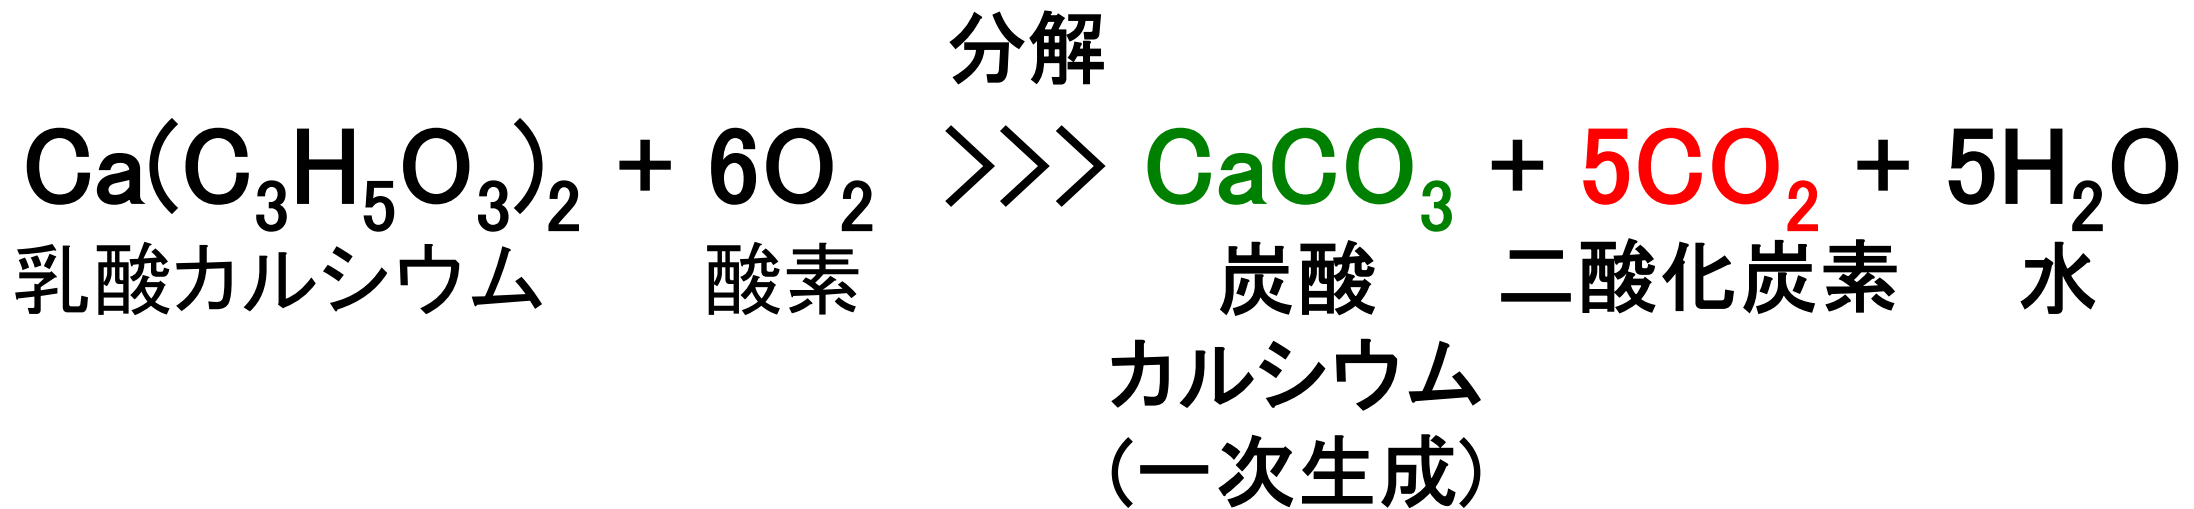 分解
Ca(C₃H₅O₃)₂ + 6O₂ >>> CaCO₃ + 5CO₂ + 5H₂O
乳酸カルシウム 酸素 炭酸 二酸化炭素 水
カルシウム
(一次生成)